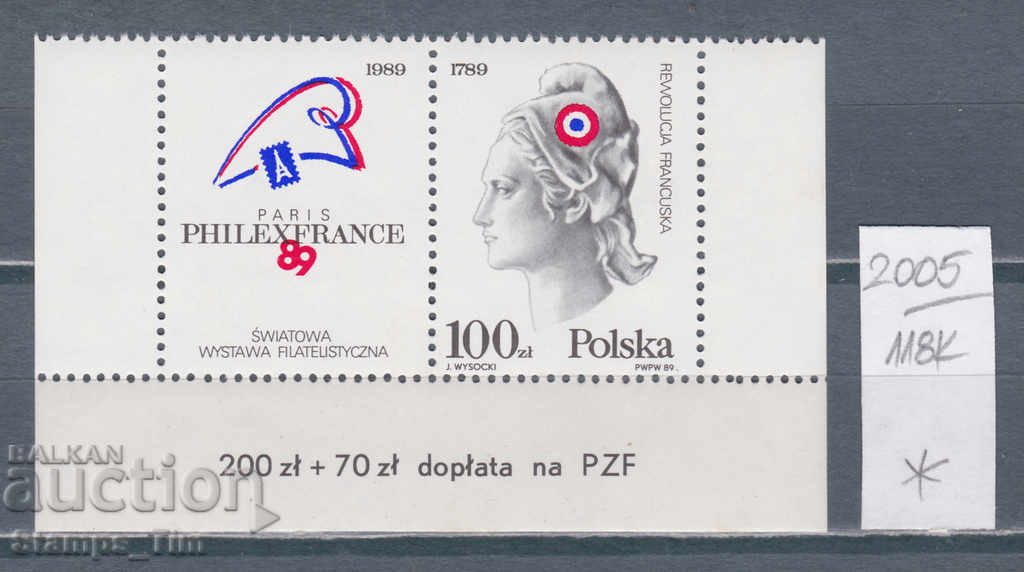 1989
A
PARIS
PHILEXFRANCE
89
ŚWIATOWA
WYSTAWA FILATELISTYCZNA
1789
REWOLUCJA FRANCUSKA
100zł Polska
J. WYSOCKI PWPW 89.
200 zł + 70 zł dopłata na PZF
2005
118K
BALKAN
auction
stamps_Tim